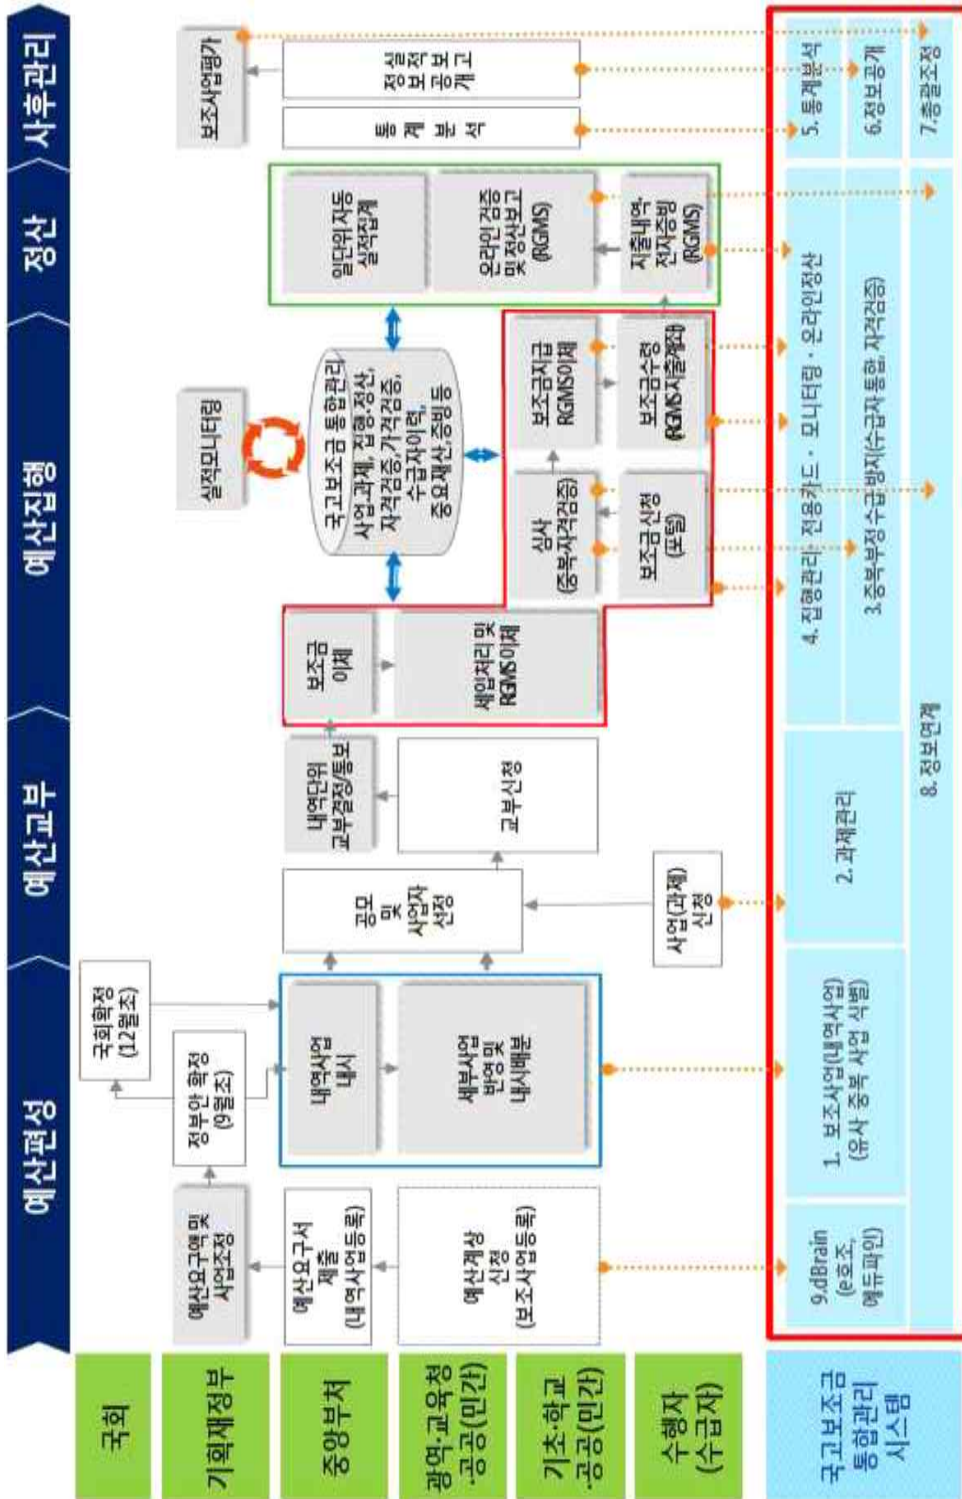 예산편성
예산교부
예산집행
정산
사후관리
국회
국회확정
(12월초)
기획재정부
예산요구액 및
사업조정
정부안 확정
(9월초)
실적모니터링
보조사업평가
중앙부처
예산요구서
제출
(내역사업등록)
내역사업
내시
공모
및
사업자
선정
내역단위
교부결정/통보
보조금
이체
국고보조금 통합관리
사업·과제, 집행·정산,
자격검증,가격검증,
수급자이력,
중요재산,증빙 등
일단위 자동
실적집계
통계 분석
실적보고
정보공개
광역·교육청
·공공(민간)
예산계상
신청
(보조사업등록)
세부사업
반영 및
내시배분
교부신청
세입처리 및
RGMS이체
온라인 검증
및 정산보고
(RGMS)
기초·학교
·공공(민간)
심사
(중복·자격검증)
보조금지급
RGMS이체
수행자
(수급자)
사업(과제)
신청
보조금 신청
(포털)
보조금수령
(RGMS지출계좌)
지출내역·
전자증빙
(RGMS)
국고보조금
통합관리
시스템
9.dBrain
(e호조,
에듀파인)
1. 보조사업(내역사업)
(유사 중복 사업 식별)
2. 과제관리
4. 집행관리· 전용카드· 모니터링· 온라인정산
3.중복·부정 수급 방지(수급자 통합, 자격검증)
5. 통계분석
6.정보공개
7.총괄조정
8. 정보연계